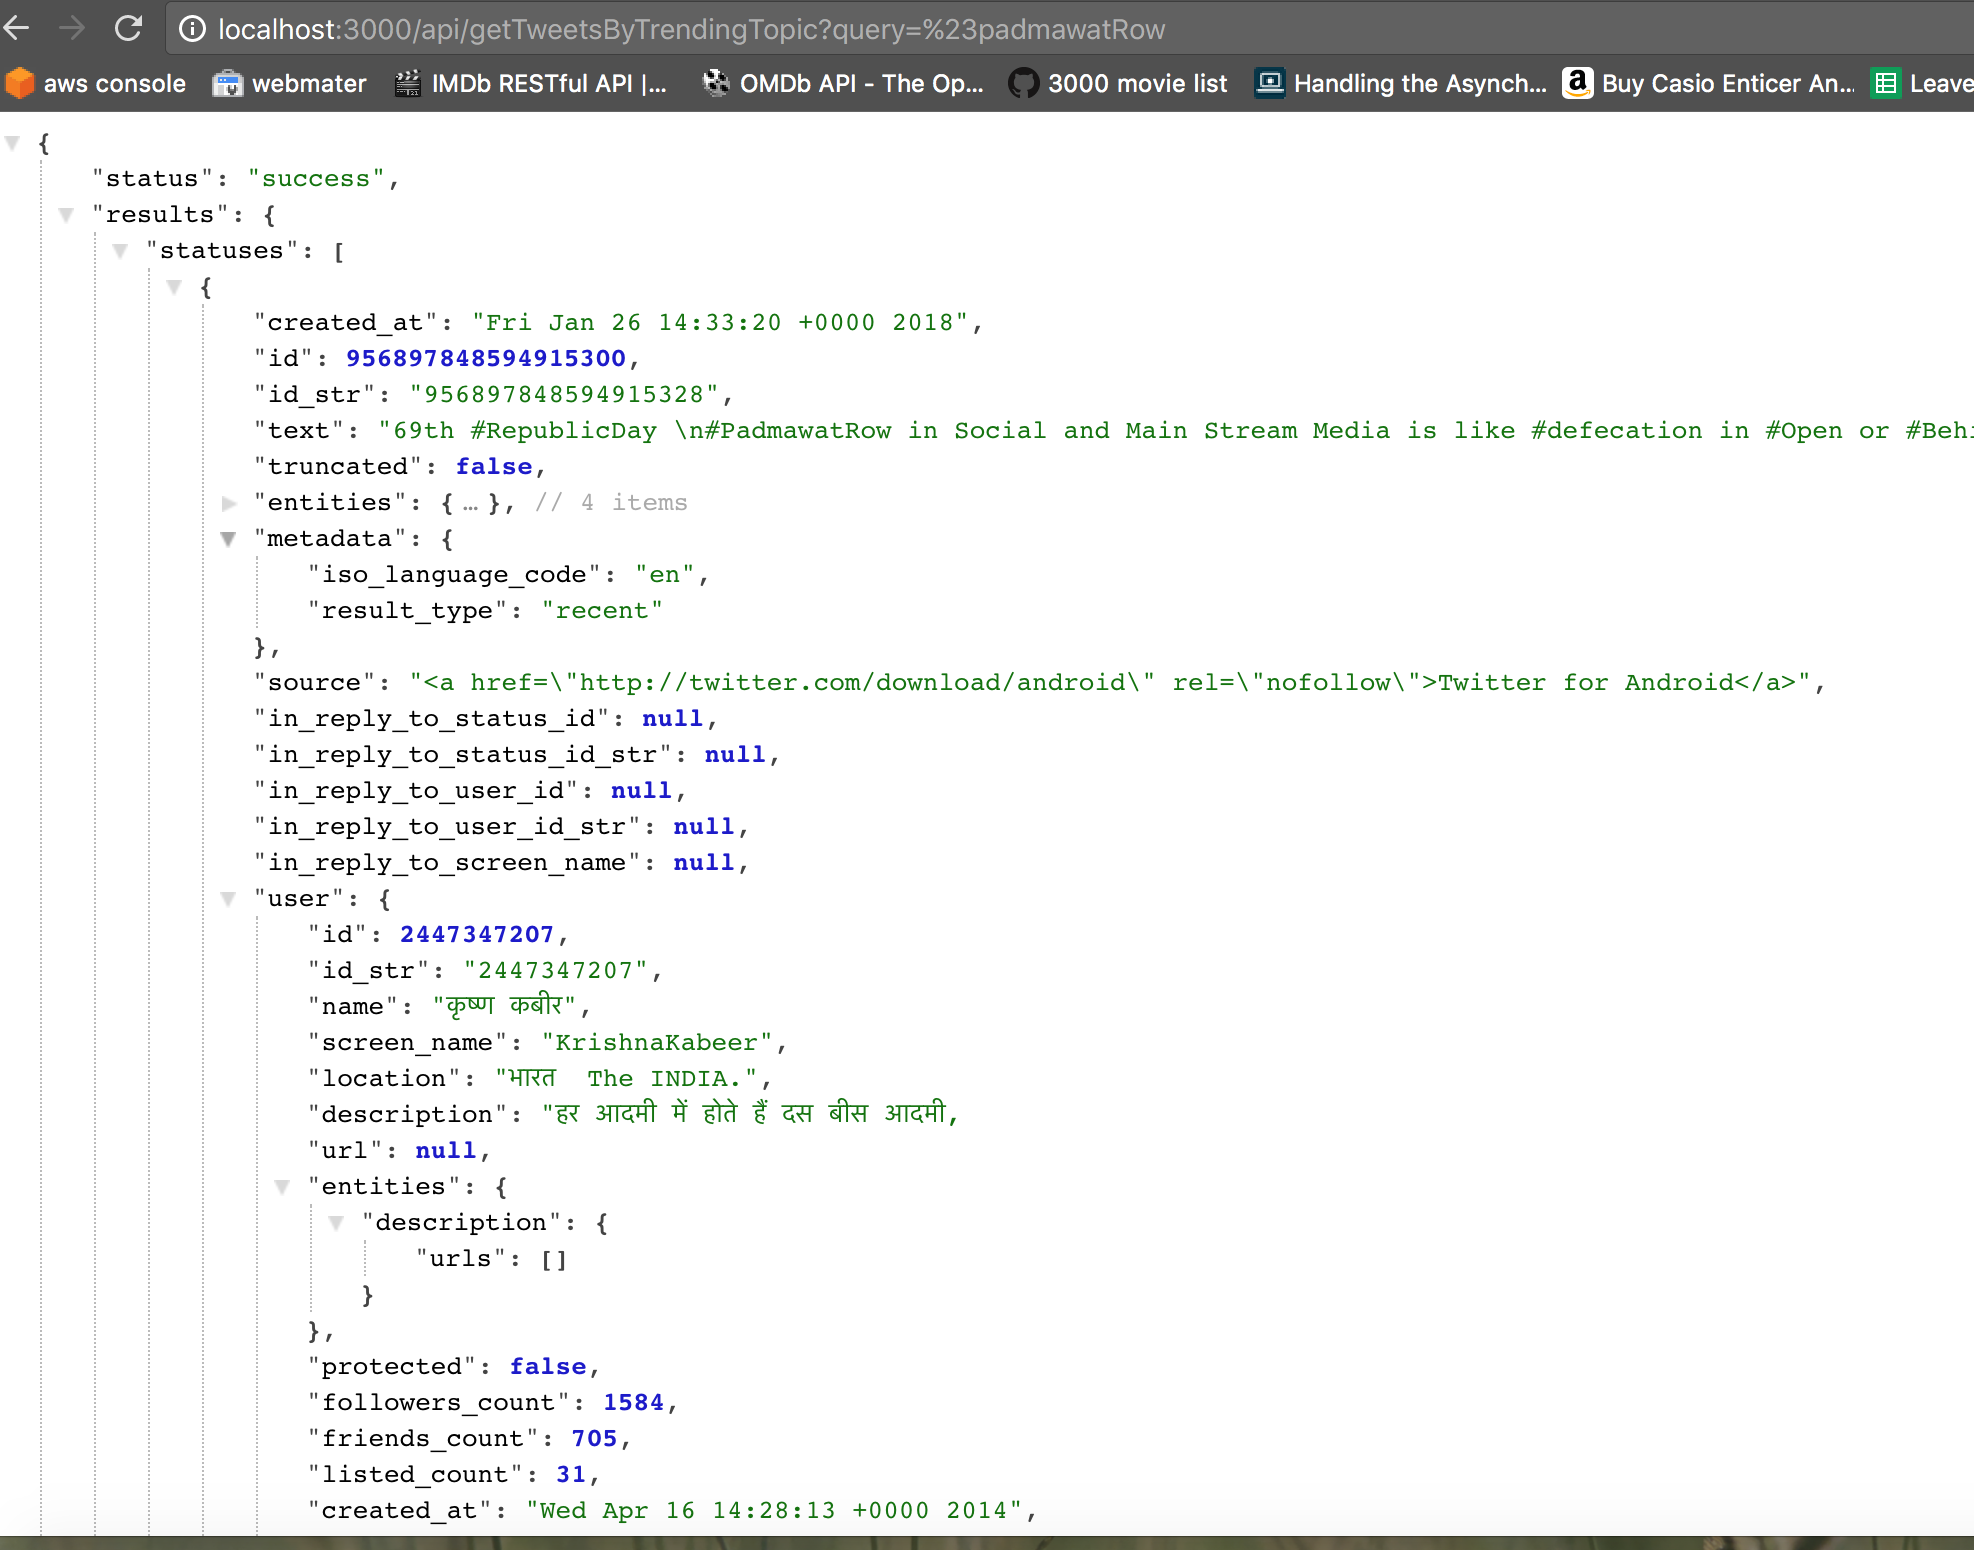 localhost:3000/api/getTweetsByTrendingTopic?query=%23padmawatRow
aws console webmater IMDb RESTful API |... OMDb API - The Op... 3000 movie list Handling the Asynch... Buy Casio Enticer An... Leave
{
"status": "success",
"results": {
"statuses": [
{
"created_at": "Fri Jan 26 14:33:20 +0000 2018",
"id": 956897848594915300,
"id_str": "956897848594915328",
"text": "69th #RepublicDay \n#PadmawatRow in Social and Main Stream Media is like #defecation in #Open or #Behi
"truncated": false,
"entities": { … }, // 4 items
"metadata": {
"iso_language_code": "en",
"result_type": "recent"
},
"source": "<a href=\"http://twitter.com/download/android\" rel=\"nofollow\">Twitter for Android</a>",
"in_reply_to_status_id": null,
"in_reply_to_status_id_str": null,
"in_reply_to_user_id": null,
"in_reply_to_user_id_str": null,
"in_reply_to_screen_name": null,
"user": {
"id": 2447347207,
"id_str": "2447347207",
"name": "कृष्ण कबीर",
"screen_name": "KrishnaKabeer",
"location": "भारत  The INDIA.",
"description": "हर आदमी में होते हैं दस बीस आदमी,
"url": null,
"entities": {
"description": {
"urls": []
}
},
"protected": false,
"followers_count": 1584,
"friends_count": 705,
"listed_count": 31,
"created_at": "Wed Apr 16 14:28:13 +0000 2014",